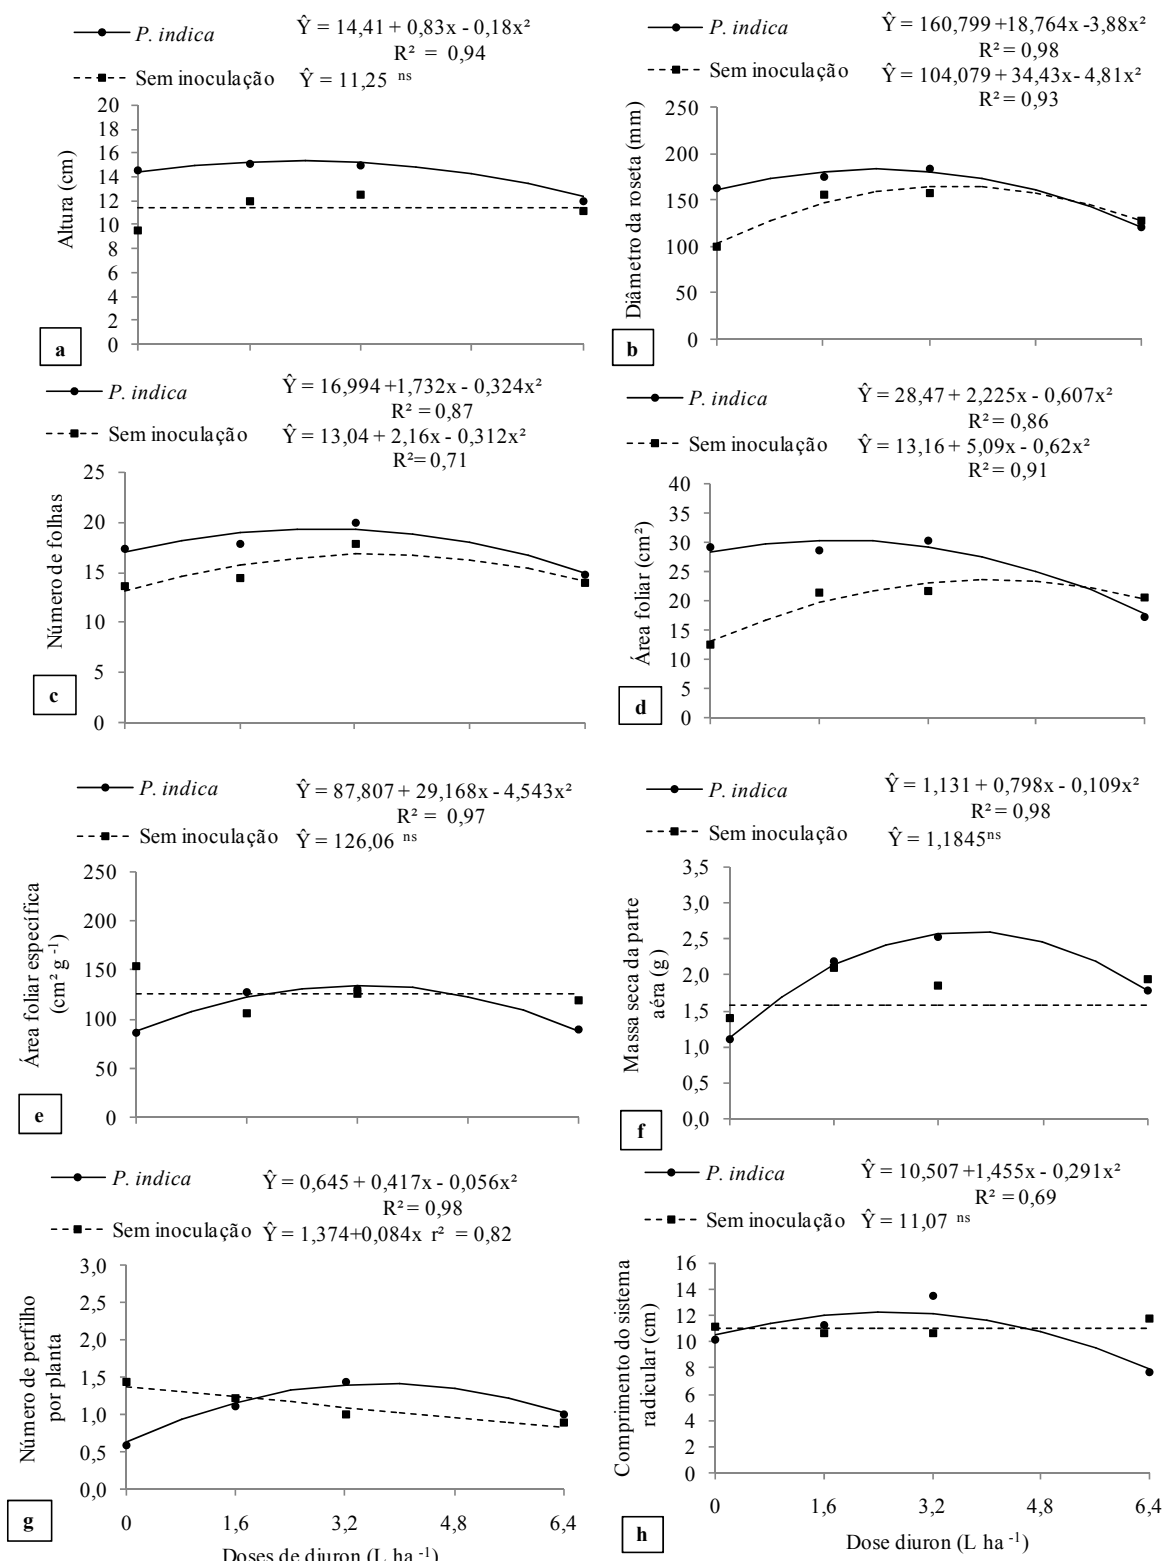 P. indica
Ŷ = 14,41 + 0,83x - 0,18x²
R² = 0,94
Sem inoculação Ŷ = 11,25 ns
20
18
16
14
12
10
8
6
4
2
0
Altura (cm)
a
P. indica
Ŷ = 160,799 +18,764x -3,88x²
R² = 0,98
Sem inoculação Ŷ = 104,079 + 34,43x- 4,81x²
R² = 0,93
250
200
150
100
50
0
Diâmetro da roseta (mm)
b
P. indica
Ŷ = 16,994 +1,732x - 0,324x²
R² = 0,87
Sem inoculação Ŷ = 13,04 + 2,16x - 0,312x²
R²= 0,71
25
20
15
10
5
0
Número de folhas
c
P. indica
Ŷ = 28,47 + 2,225x - 0,607x²
R² = 0,86
Sem inoculação Ŷ = 13,16 + 5,09x - 0,62x²
R² = 0,91
40
35
30
25
20
15
10
5
0
Área foliar (cm²)
d
P. indica
Ŷ = 87,807 + 29,168x - 4,543x²
R² = 0,97
Sem inoculação Ŷ = 126,06 ns
250
200
150
100
50
0
Área foliar específica
(cm² g -1)
e
P. indica
Ŷ = 1,131 + 0,798x - 0,109x²
R² = 0,98
Sem inoculação Ŷ = 1,1845ns
3,5
3,0
2,5
2,0
1,5
1,0
0,5
0,0
Massa seca da parte
aéra (g)
f
P. indica
Ŷ = 0,645 + 0,417x - 0,056x²
R² = 0,98
Sem inoculação Ŷ = 1,374+0,084x r² = 0,82
3,0
2,5
2,0
1,5
1,0
0,5
0,0
Número de perfilho
por planta
g
0 1,6 3,2 4,8 6,4
Doses de diuron (L ha -1)
P. indica
Ŷ = 10,507 +1,455x - 0,291x²
R² = 0,69
Sem inoculação Ŷ = 11,07 ns
16
14
12
10
8
6
4
2
0
Comprimento do sistema
radicular (cm)
h
0 1,6 3,2 4,8 6,4
Dose diuron (L ha -1)